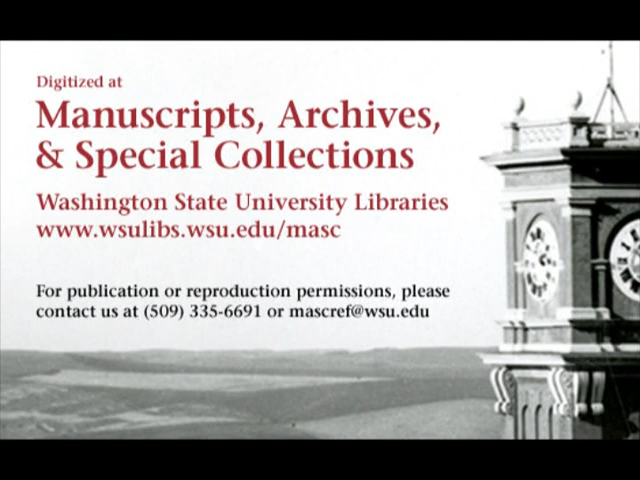 Digitized at
Manuscripts, Archives,
& Special Collections
Washington State University Libraries
www.wsulibs.wsu.edu/masc
For publication or reproduction permissions, please
contact us at (509) 335-6691 or mascref@wsu.edu